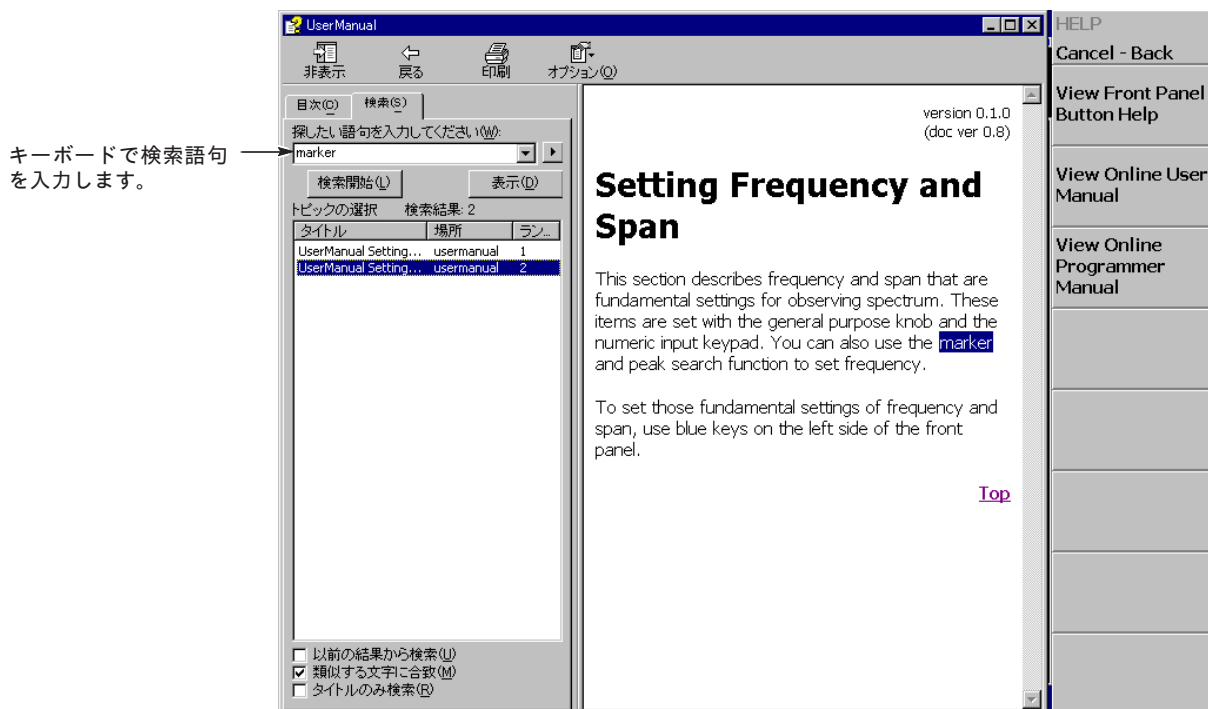 キーボードで検索語句
を入力します。
UserManual
非表示
戻る
印刷
オプション(O)
目次(C)
検索(S)
探したい語句を入力してください(W):
marker
検索開始(L)
表示(D)
トピックの選択 検索結果: 2
タイトル 場所 ラン...
UserManual Setting... usermanual 1
UserManual Setting... usermanual 2
以前の結果から検索(U)
類似する文字に合致(M)
タイトルのみ検索(R)
version 0.1.0
(doc ver 0.8)
Setting Frequency and
Span
This section describes frequency and span that are
fundamental settings for observing spectrum. These
items are set with the general purpose knob and the
numeric input keypad. You can also use the marker
and peak search function to set frequency.
To set those fundamental settings of frequency and
span, use blue keys on the left side of the front
panel.
Top
HELP
Cancel - Back
View Front Panel
Button Help
View Online User
Manual
View Online
Programmer
Manual